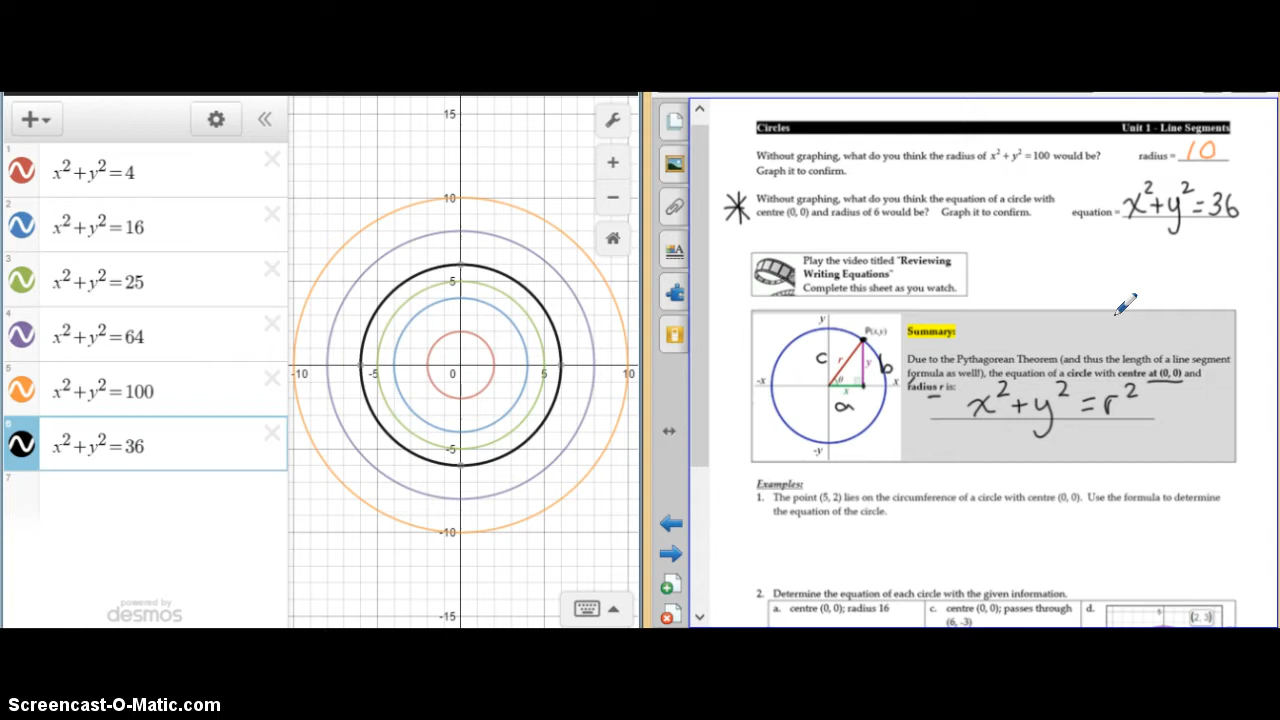 1
x²+y²=4
2
x²+y²=16
3
x²+y²=25
4
x²+y²=64
5
x²+y²=100
6
x²+y²=36
7
powered by
desmos
15
10
5
-10 -5 0 5 10
-5
-10
-15
Circles Unit 1 - Line Segments
Without graphing, what do you think the radius of x² + y² = 100 would be? radius = 10
Graph it to confirm.
Without graphing, what do you think the equation of a circle with
centre (0, 0) and radius of 6 would be? Graph it to confirm. equation = x²+y²=36
Play the video titled "Reviewing
Writing Equations"
Complete this sheet as you watch.
y
P(x,y)
c r y b
-x θ x
x
a
-y
Summary:
Due to the Pythagorean Theorem (and thus the length of a line segment
formula as well!), the equation of a circle with centre at (0, 0) and
radius r is:
x²+y²=r²
Examples:
1. The point (5, 2) lies on the circumference of a circle with centre (0, 0). Use the formula to determine
the equation of the circle.
2. Determine the equation of each circle with the given information.
a. centre (0, 0); radius 16
c. centre (0, 0); passes through
(6, -3)
d.
5
(2, 3)
Screencast-O-Matic.com